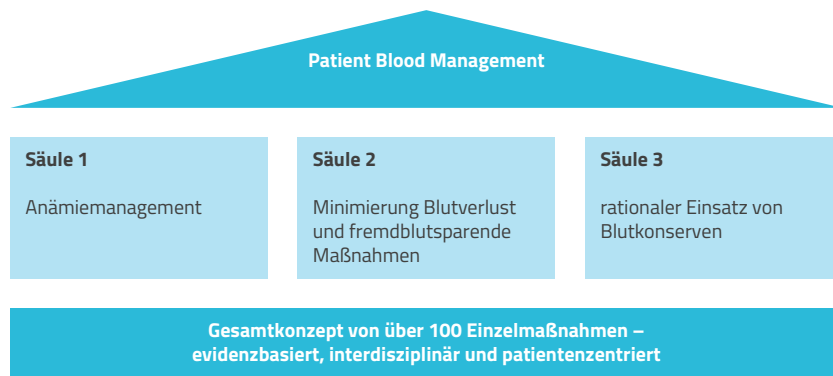 Patient Blood Management
Säule 1
Anämiemanagement
Säule 2
Minimierung Blutverlust
und fremdblutsparende
Maßnahmen
Säule 3
rationaler Einsatz von
Blutkonserven
Gesamtkonzept von über 100 Einzelmaßnahmen –
evidenzbasiert, interdisziplinär und patientenzentriert